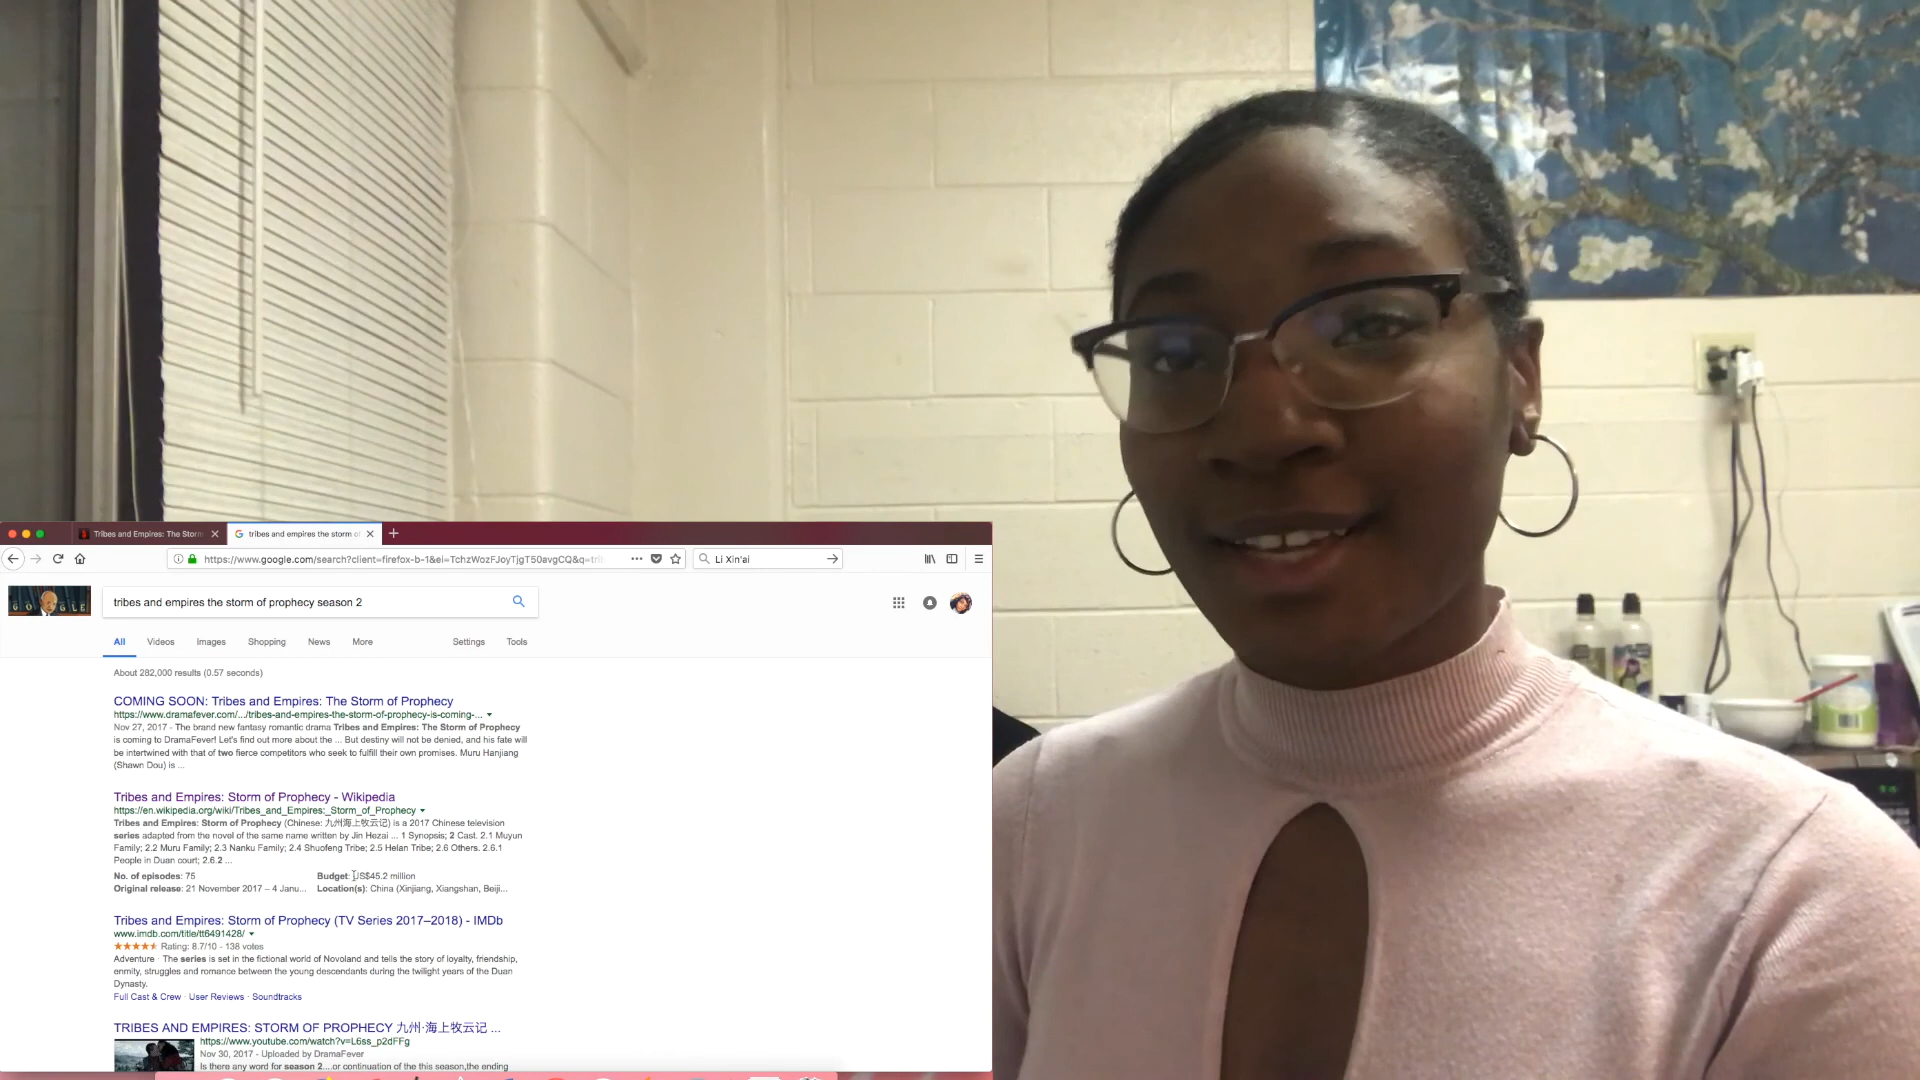 Tribes and Empires: The Storm
tribes and empires the storm of
https://www.google.com/search?client=firefox-b-1&ei=TchzWozFJoyTjgT50avgCQ&q=tri
Li Xin'ai
GOOGLE
tribes and empires the storm of prophecy season 2
All Videos Images Shopping News More Settings Tools
About 282,000 results (0.57 seconds)
COMING SOON: Tribes and Empires: The Storm of Prophecy
https://www.dramafever.com/.../tribes-and-empires-the-storm-of-prophecy-is-coming-...
Nov 27, 2017 - The brand new fantasy romantic drama Tribes and Empires: The Storm of Prophecy
is coming to DramaFever! Let's find out more about the ... But destiny will not be denied, and his fate will
be intertwined with that of two fierce competitors who seek to fulfill their own promises. Muru Hanjiang
(Shawn Dou) is ...
Tribes and Empires: Storm of Prophecy - Wikipedia
https://en.wikipedia.org/wiki/Tribes_and_Empires:_Storm_of_Prophecy
Tribes and Empires: Storm of Prophecy (Chinese: 九州海上牧云记) is a 2017 Chinese television
series adapted from the novel of the same name written by Jin Hezai ... 1 Synopsis; 2 Cast. 2.1 Muyun
Family; 2.2 Muru Family; 2.3 Nanku Family; 2.4 Shuofeng Tribe; 2.5 Helan Tribe; 2.6 Others. 2.6.1
People in Duan court; 2.6.2 ...
No. of episodes: 75 Budget: US$45.2 million
Original release: 21 November 2017 – 4 Janu... Location(s): China (Xinjiang, Xiangshan, Beiji...
Tribes and Empires: Storm of Prophecy (TV Series 2017–2018) - IMDb
www.imdb.com/title/tt6491428/
Rating: 8.7/10 - 138 votes
Adventure · The series is set in the fictional world of Novoland and tells the story of loyalty, friendship,
enmity, struggles and romance between the young descendants during the twilight years of the Duan
Dynasty.
Full Cast & Crew · User Reviews · Soundtracks
TRIBES AND EMPIRES: STORM OF PROPHECY 九州·海上牧云记 ...
https://www.youtube.com/watch?v=L6ss_p2dFFg
Nov 30, 2017 - Uploaded by DramaFever
Is there any word for season 2....or continuation of the this season,the ending